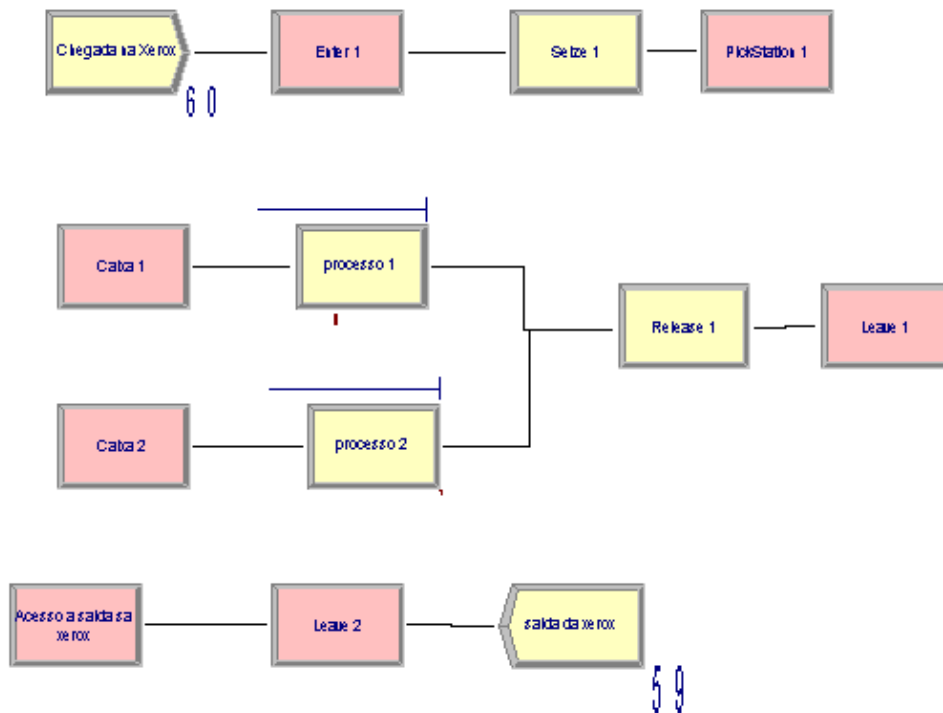 Chegada na Xerox
Enter 1
Seize 1
PickStation 1
60
Caixa 1
processo 1
Release 1
Leave 1
Caixa 2
processo 2
Acesso a saida sa
xerox
Leave 2
saida da xerox
59